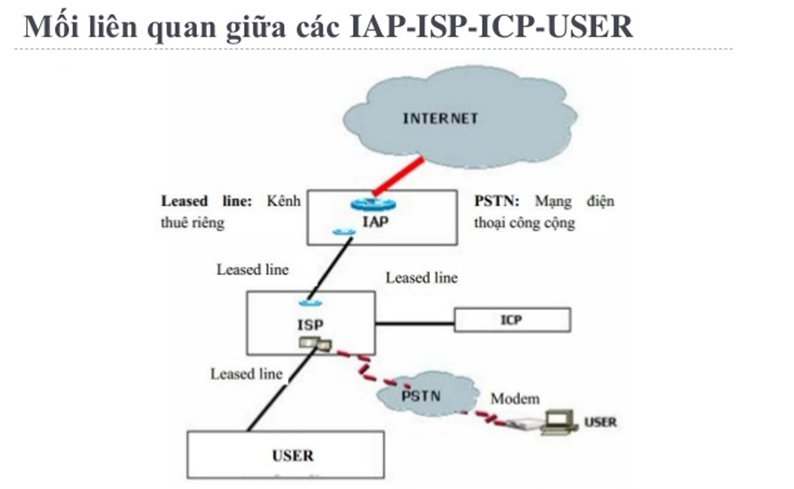 Mối liên quan giữa các IAP-ISP-ICP-USER
INTERNET
Leased line: Kênh
thuê riêng
IAP
PSTN: Mạng điện
thoại công cộng
Leased line
Leased line
ISP
ICP
Leased line
PSTN
Modem
USER
USER